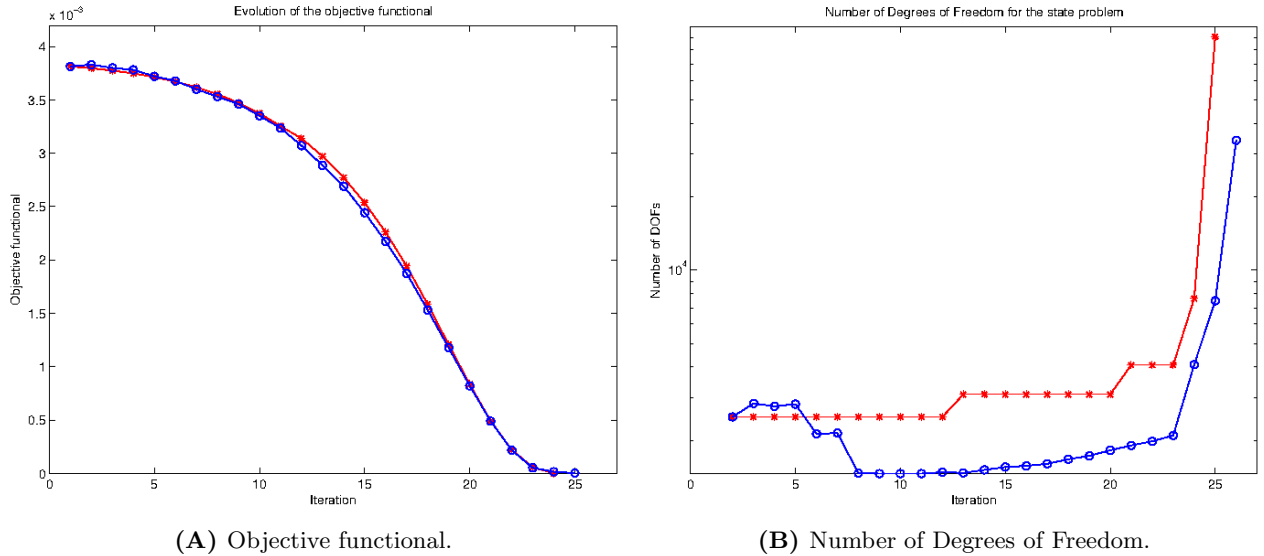 Evolution of the objective functional
x 10⁻³
4
3.5
3
2.5
2
1.5
1
0.5
0
Objective functional
0 5 10 15 20 25
Iteration
(A) Objective functional.
Number of Degrees of Freedom for the state problem
10⁴
Number of DOFs
0 5 10 15 20 25
Iteration
(B) Number of Degrees of Freedom.